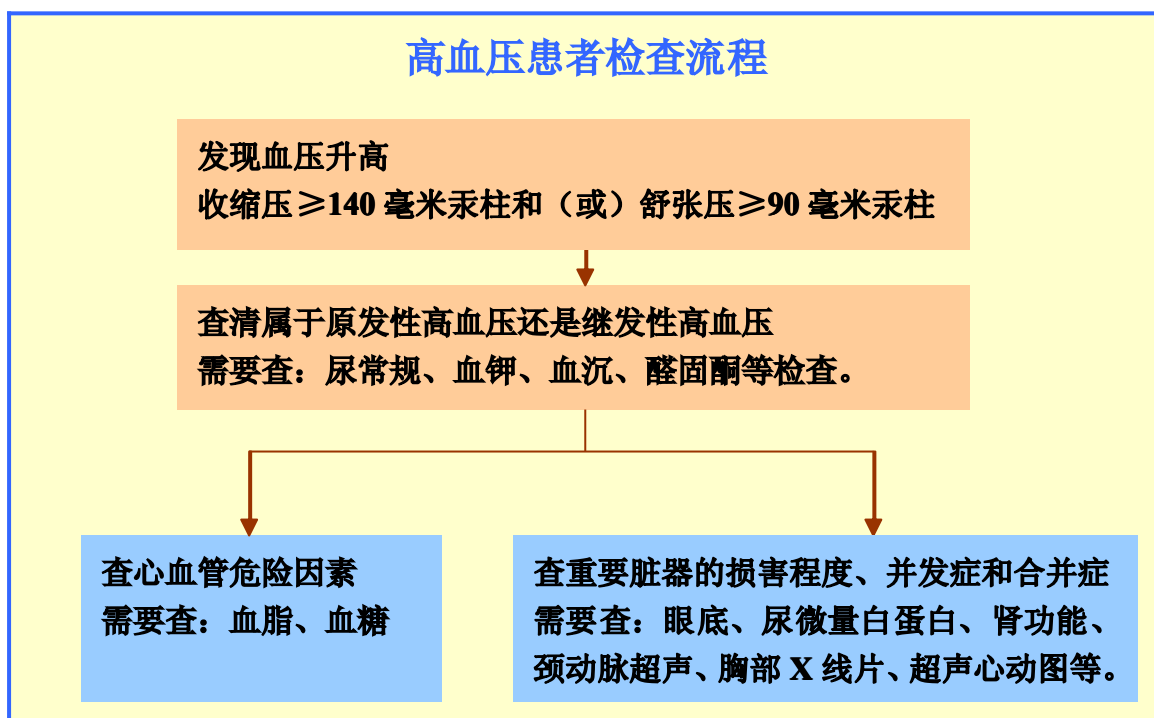 高血压患者检查流程
发现血压升高
收缩压≥140 毫米汞柱和（或）舒张压≥90 毫米汞柱
查清属于原发性高血压还是继发性高血压
需要查：尿常规、血钾、血沉、醛固酮等检查。
查心血管危险因素
需要查：血脂、血糖
查重要脏器的损害程度、并发症和合并症
需要查：眼底、尿微量白蛋白、肾功能、
颈动脉超声、胸部 X 线片、超声心动图等。